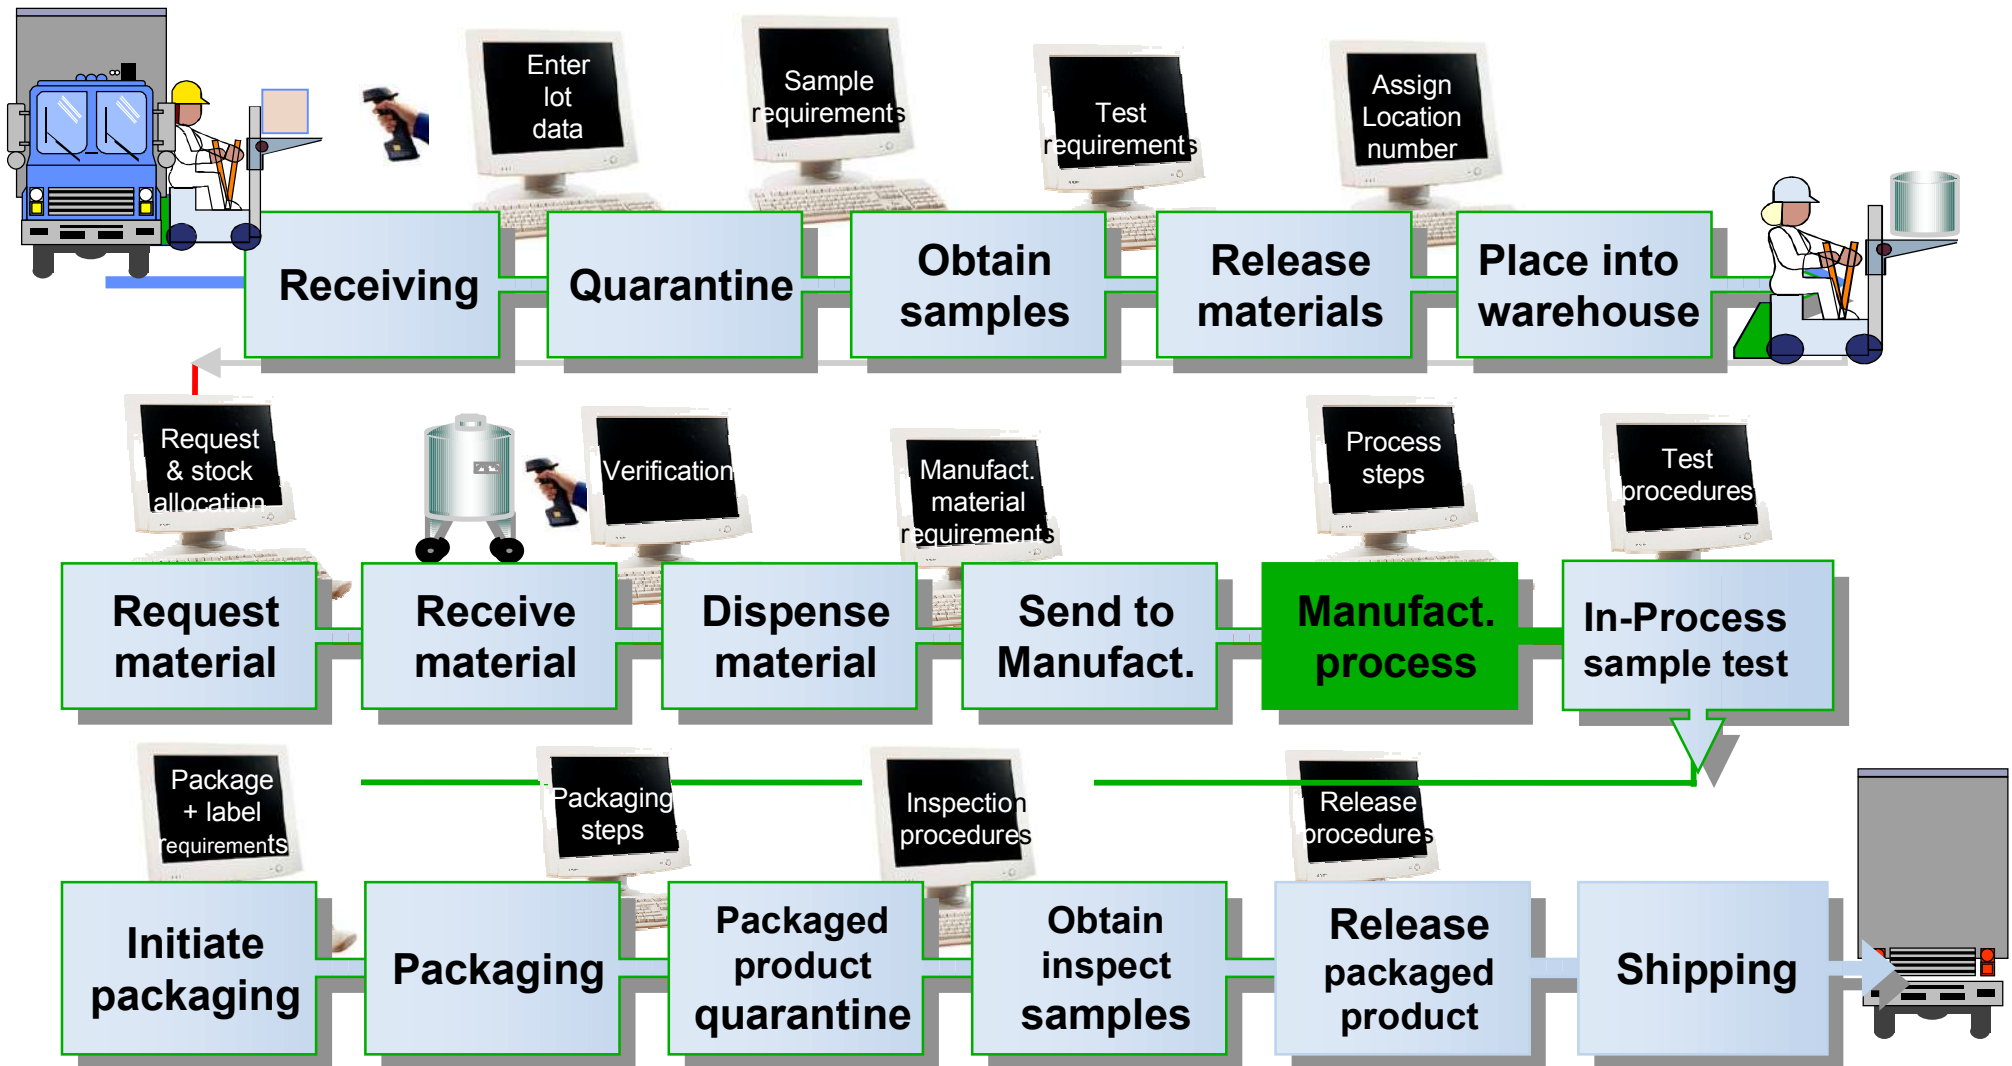 Enter
lot
data
Sample
requirements
Test
requirements
Assign
Location
number
Receiving
Quarantine
Obtain
samples
Release
materials
Place into
warehouse
Request
& stock
allocation
Verification
Manufact.
material
requirements
Process
steps
Test
procedures
Request
material
Receive
material
Dispense
material
Send to
Manufact.
Manufact.
process
In-Process
sample test
Package
+ label
requirements
Packaging
steps
Inspection
procedures
Release
procedures
Initiate
packaging
Packaging
Packaged
product
quarantine
Obtain
inspect
samples
Release
packaged
product
Shipping